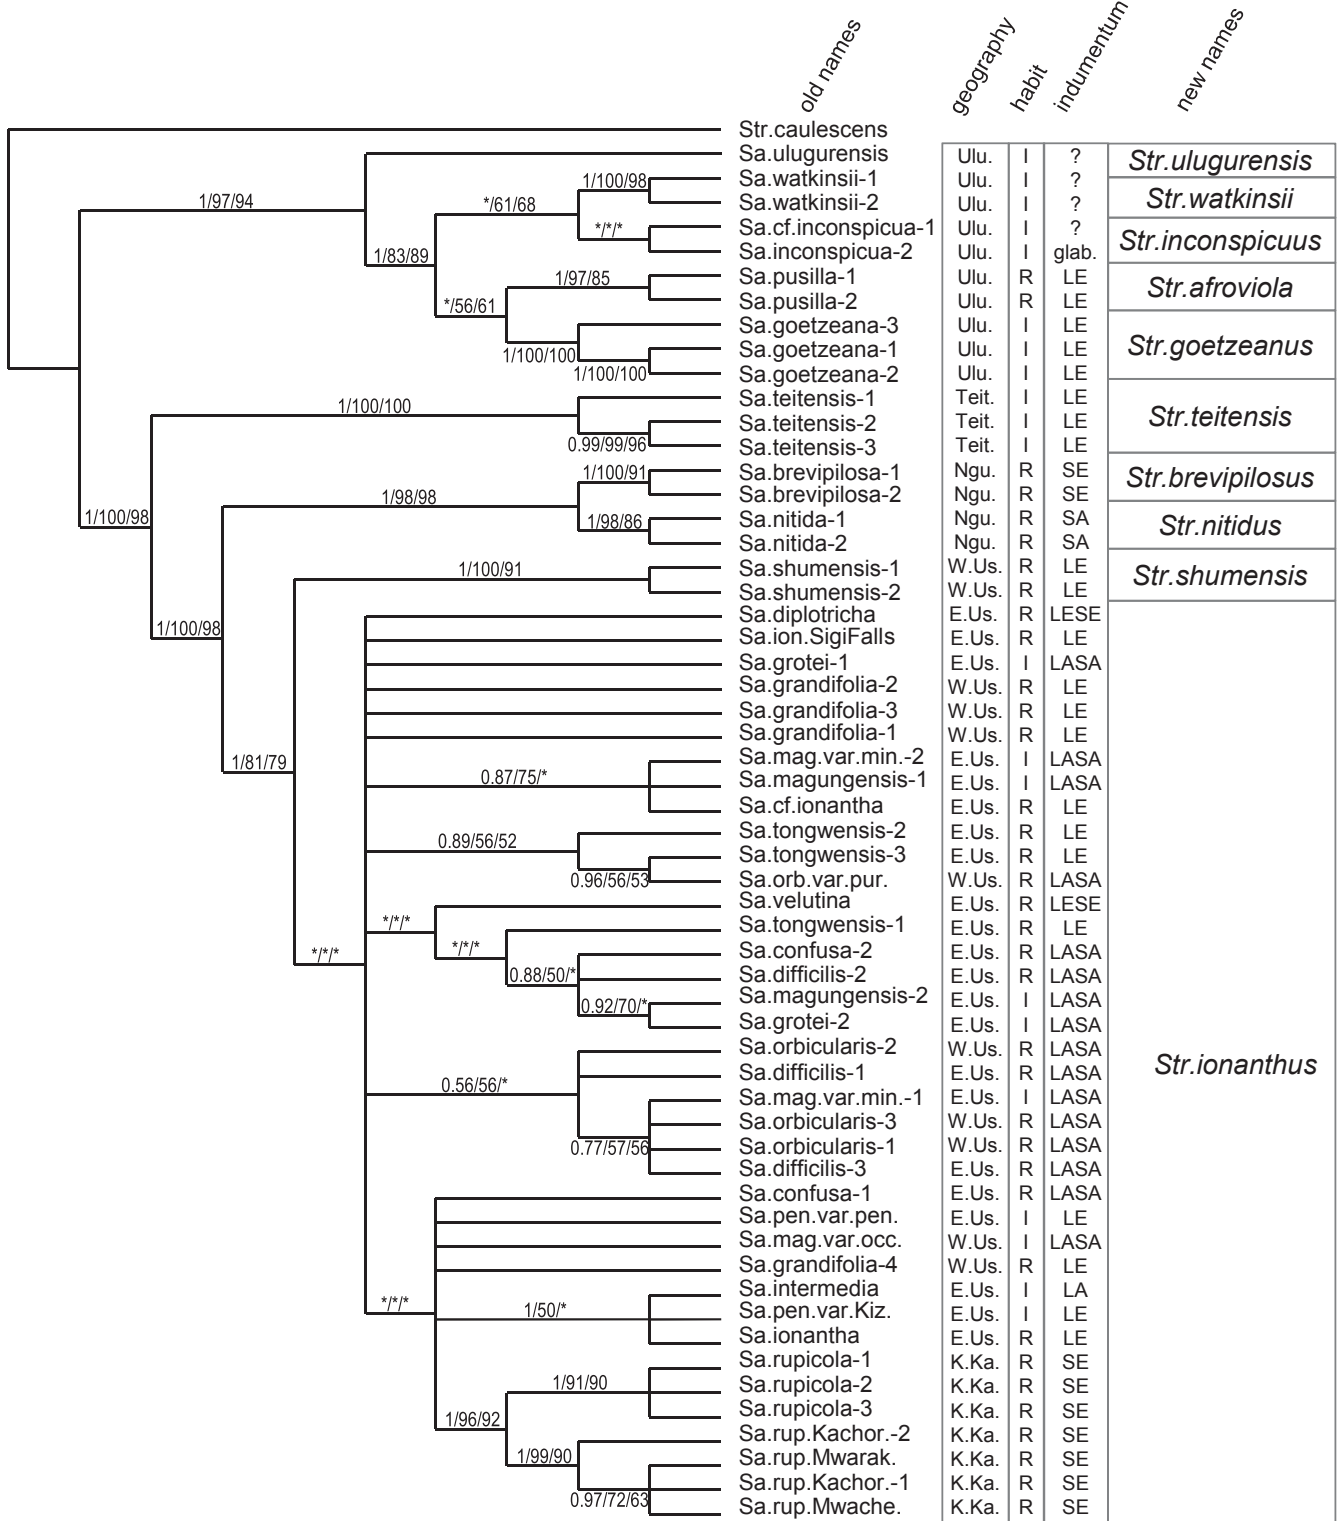 old names geography habit indumentum new names
Str.caulescens
Sa.ulugurensis Ulu. I ? Str.ulugurensis
1/100/98 Sa.watkinsii-1 Ulu. I ?
1/97/94 */61/68 Sa.watkinsii-2 Ulu. I ? Str.watkinsii
*/*/* Sa.cf.inconspicua-1 Ulu. I ?
1/83/89 Sa.inconspicua-2 Ulu. I glab. Str.inconspicuus
1/97/85 Sa.pusilla-1 Ulu. R LE
*/56/61 Sa.pusilla-2 Ulu. R LE Str.afroviola
Sa.goetzeana-3 Ulu. I LE
1/100/100 Sa.goetzeana-1 Ulu. I LE Str.goetzeanus
1/100/100 Sa.goetzeana-2 Ulu. I LE
1/100/100 Sa.teitensis-1 Teit. I LE
Sa.teitensis-2 Teit. I LE Str.teitensis
0.99/99/96 Sa.teitensis-3 Teit. I LE
1/100/91 Sa.brevipilosa-1 Ngu. R SE Str.brevipilosus
1/98/98 Sa.brevipilosa-2 Ngu. R SE
1/100/98 1/98/86 Sa.nitida-1 Ngu. R SA Str.nitidus
Sa.nitida-2 Ngu. R SA
1/100/91 Sa.shumensis-1 W.Us. R LE Str.shumensis
Sa.shumensis-2 W.Us. R LE
Sa.diplotricha E.Us. R LESE
1/100/98 Sa.ion.SigiFalls E.Us. R LE
Sa.grotei-1 E.Us. I LASA
Sa.grandifolia-2 W.Us. R LE
Sa.grandifolia-3 W.Us. R LE
Sa.grandifolia-1 W.Us. R LE
1/81/79 Sa.mag.var.min.-2 E.Us. I LASA
0.87/75/* Sa.magungensis-1 E.Us. I LASA
Sa.cf.ionantha E.Us. R LE
0.89/56/52 Sa.tongwensis-2 E.Us. R LE
Sa.tongwensis-3 E.Us. R LE
0.96/56/53 Sa.orb.var.pur. W.Us. R LASA
*/*/* Sa.velutina E.Us. R LESE
Sa.tongwensis-1 E.Us. R LE
*/*/* */*/* Sa.confusa-2 E.Us. R LASA
0.88/50/* Sa.difficilis-2 E.Us. R LASA
0.92/70/* Sa.magungensis-2 E.Us. I LASA
Sa.grotei-2 E.Us. I LASA
Sa.orbicularis-2 W.Us. R LASA
0.56/56/* Sa.difficilis-1 E.Us. R LASA Str.ionanthus
Sa.mag.var.min.-1 E.Us. I LASA
Sa.orbicularis-3 W.Us. R LASA
0.77/57/56 Sa.orbicularis-1 W.Us. R LASA
Sa.difficilis-3 E.Us. R LASA
Sa.confusa-1 E.Us. R LASA
Sa.pen.var.pen. E.Us. I LE
Sa.mag.var.occ. W.Us. I LASA
Sa.grandifolia-4 W.Us. R LE
*/*/* Sa.intermedia E.Us. I LA
1/50/* Sa.pen.var.Kiz. E.Us. I LE
Sa.ionantha E.Us. R LE
Sa.rupicola-1 K.Ka. R SE
1/91/90 Sa.rupicola-2 K.Ka. R SE
Sa.rupicola-3 K.Ka. R SE
1/96/92 Sa.rup.Kachor.-2 K.Ka. R SE
1/99/90 Sa.rup.Mwarak. K.Ka. R SE
Sa.rup.Kachor.-1 K.Ka. R SE
0.97/72/63 Sa.rup.Mwache. K.Ka. R SE